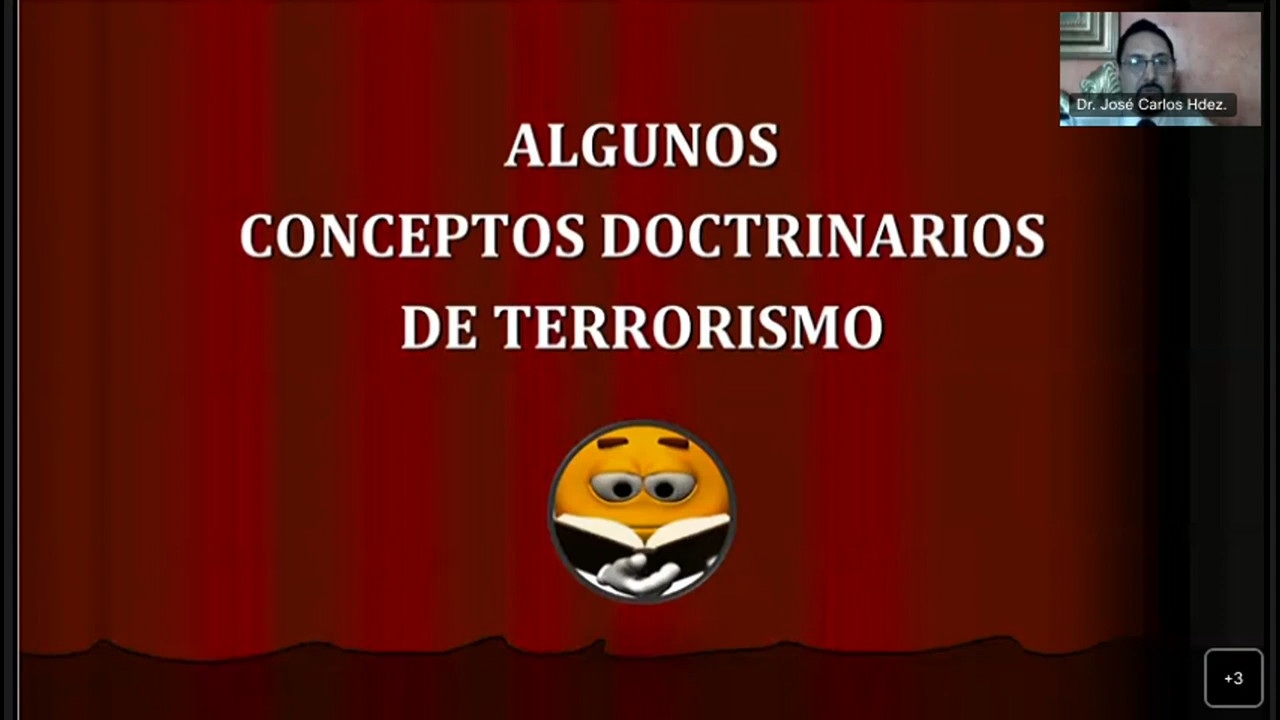 Dr. José Carlos Hdez.
ALGUNOS
CONCEPTOS DOCTRINARIOS
DE TERRORISMO
+3